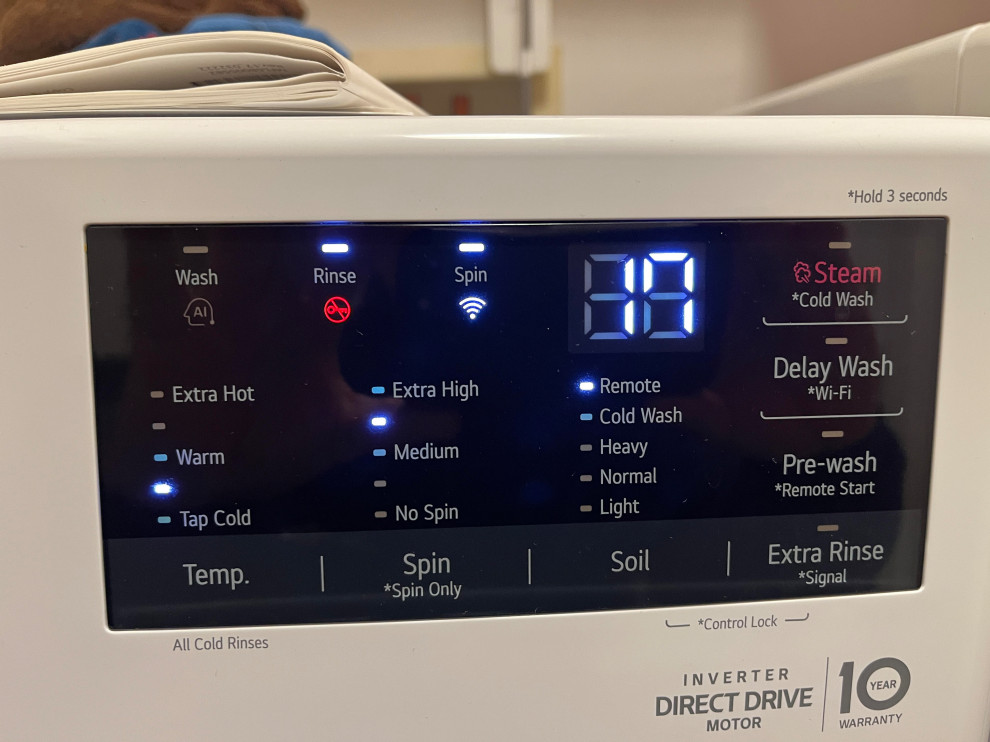 *Hold 3 seconds
Wash
Rinse
Spin
AI
17
Steam
*Cold Wash
Extra Hot
Warm
Tap Cold
Extra High
Medium
No Spin
Remote
Cold Wash
Heavy
Normal
Light
Delay Wash
*Wi-Fi
Pre-wash
*Remote Start
Temp.
Spin
*Spin Only
Soil
Extra Rinse
*Signal
All Cold Rinses
*Control Lock
INVERTER
DIRECT DRIVE
MOTOR
10
YEAR
WARRANTY